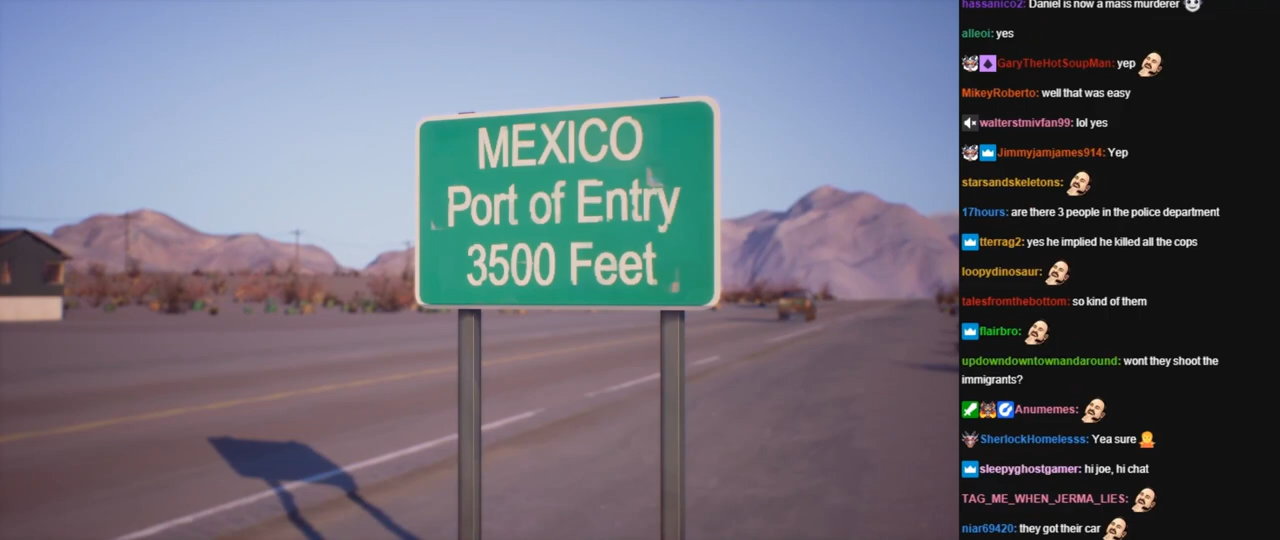 MEXICO
Port of Entry
3500 Feet
hassanico2: Daniel is now a mass murderer
alleoi: yes
GaryTheHotSoupMan: yep
MikeyRoberto: well that was easy
walterstmivfan99: lol yes
Jimmyjamjames914: Yep
starsandskeletons:
17hours: are there 3 people in the police department
tterrag2: yes he implied he killed all the cops
loopydinosaur:
talesfromthebottom: so kind of them
flairbro:
updowndowntownandaround: wont they shoot the
immigrants?
Anumemes:
SherlockHomelesss: Yea sure
sleepyghostgamer: hi joe, hi chat
TAG_ME_WHEN_JERMA_LIES:
niar69420: they got their car